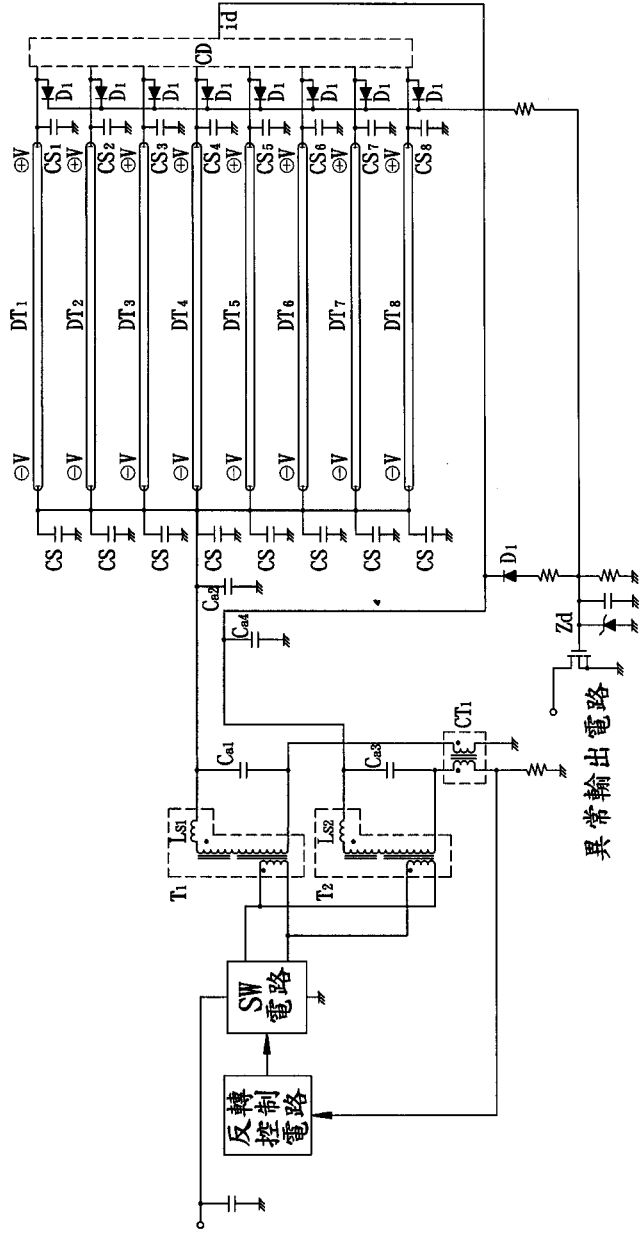 id
CD
D1
D1
D1
D1
D1
D1
D1
D1
⊕V
⊕V
⊕V
⊕V
⊕V
⊕V
⊕V
⊕V
CS1
CS2
CS3
CS4
CS5
CS6
CS7
CS8
DT1
DT2
DT3
DT4
DT5
DT6
DT7
DT8
⊖V
⊖V
⊖V
⊖V
⊖V
⊖V
⊖V
⊖V
CS
CS
CS
CS
CS
CS
CS
CS
Ca2
Ca4
D1
Zd
異常輸出電路
Ca1
Ca3
CT1
LS1
LS2
T1
T2
SW
電路
反轉
控制
電路